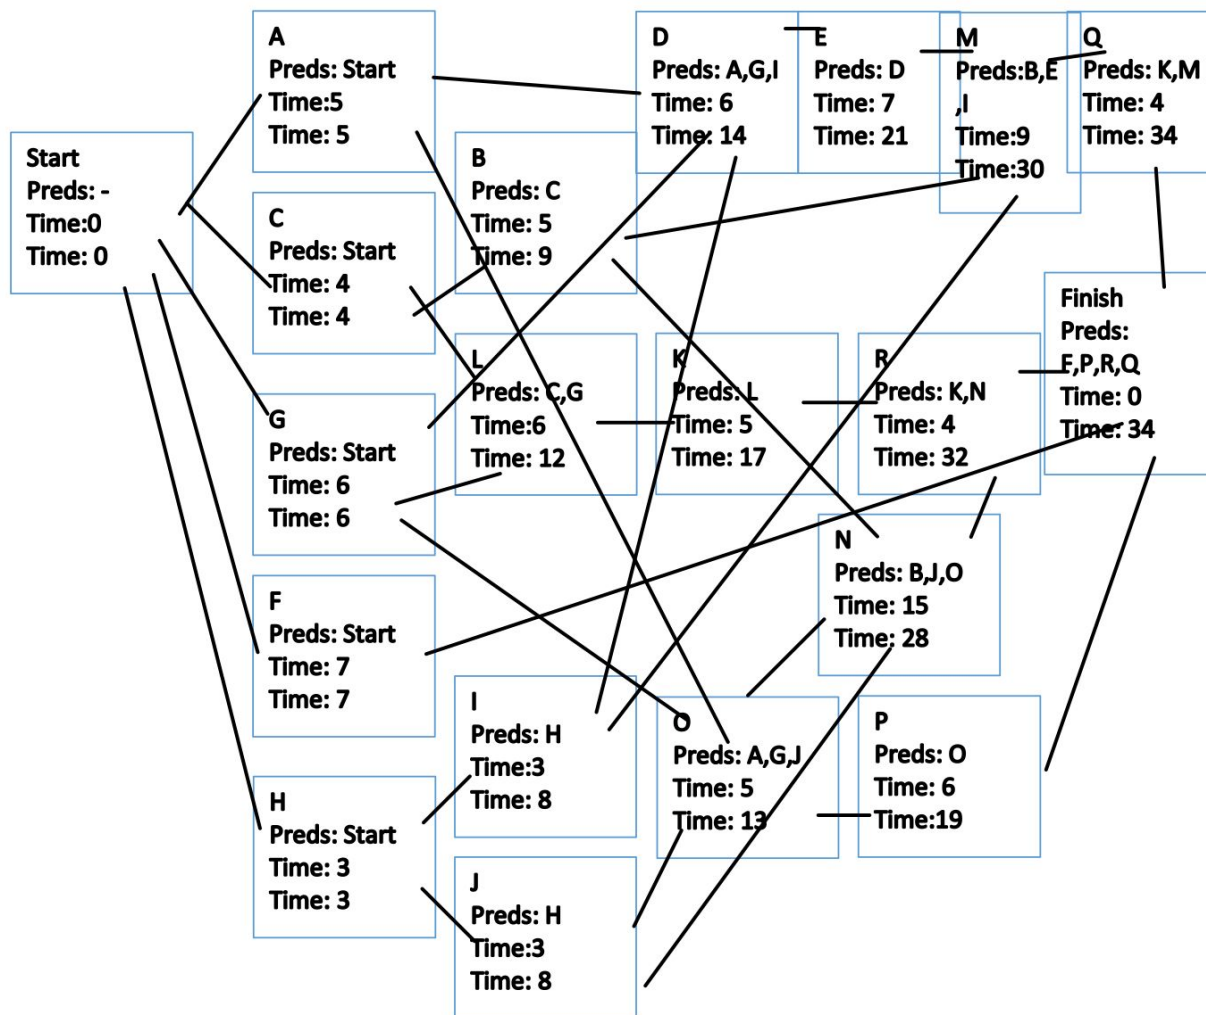 A
Preds: Start
Time:5
Time: 5
D
Preds: A,G,I
Time: 6
Time: 14
E
Preds: D
Time: 7
Time: 21
M
Preds:B,E
,I
Time:9
Time:30
Q
Preds: K,M
Time: 4
Time: 34
Start
Preds: -
Time:0
Time: 0
B
Preds: C
Time: 5
Time: 9
C
Preds: Start
Time: 4
Time: 4
Finish
Preds:
F,P,R,Q
Time: 0
Time: 34
L
Preds: C,G
Time:6
Time: 12
K
Preds: L
Time: 5
Time: 17
R
Preds: K,N
Time: 4
Time: 32
G
Preds: Start
Time: 6
Time: 6
N
Preds: B,J,O
Time: 15
Time: 28
F
Preds: Start
Time: 7
Time: 7
I
Preds: H
Time:3
Time: 8
O
Preds: A,G,J
Time: 5
Time: 13
P
Preds: O
Time: 6
Time:19
H
Preds: Start
Time: 3
Time: 3
J
Preds: H
Time:3
Time: 8